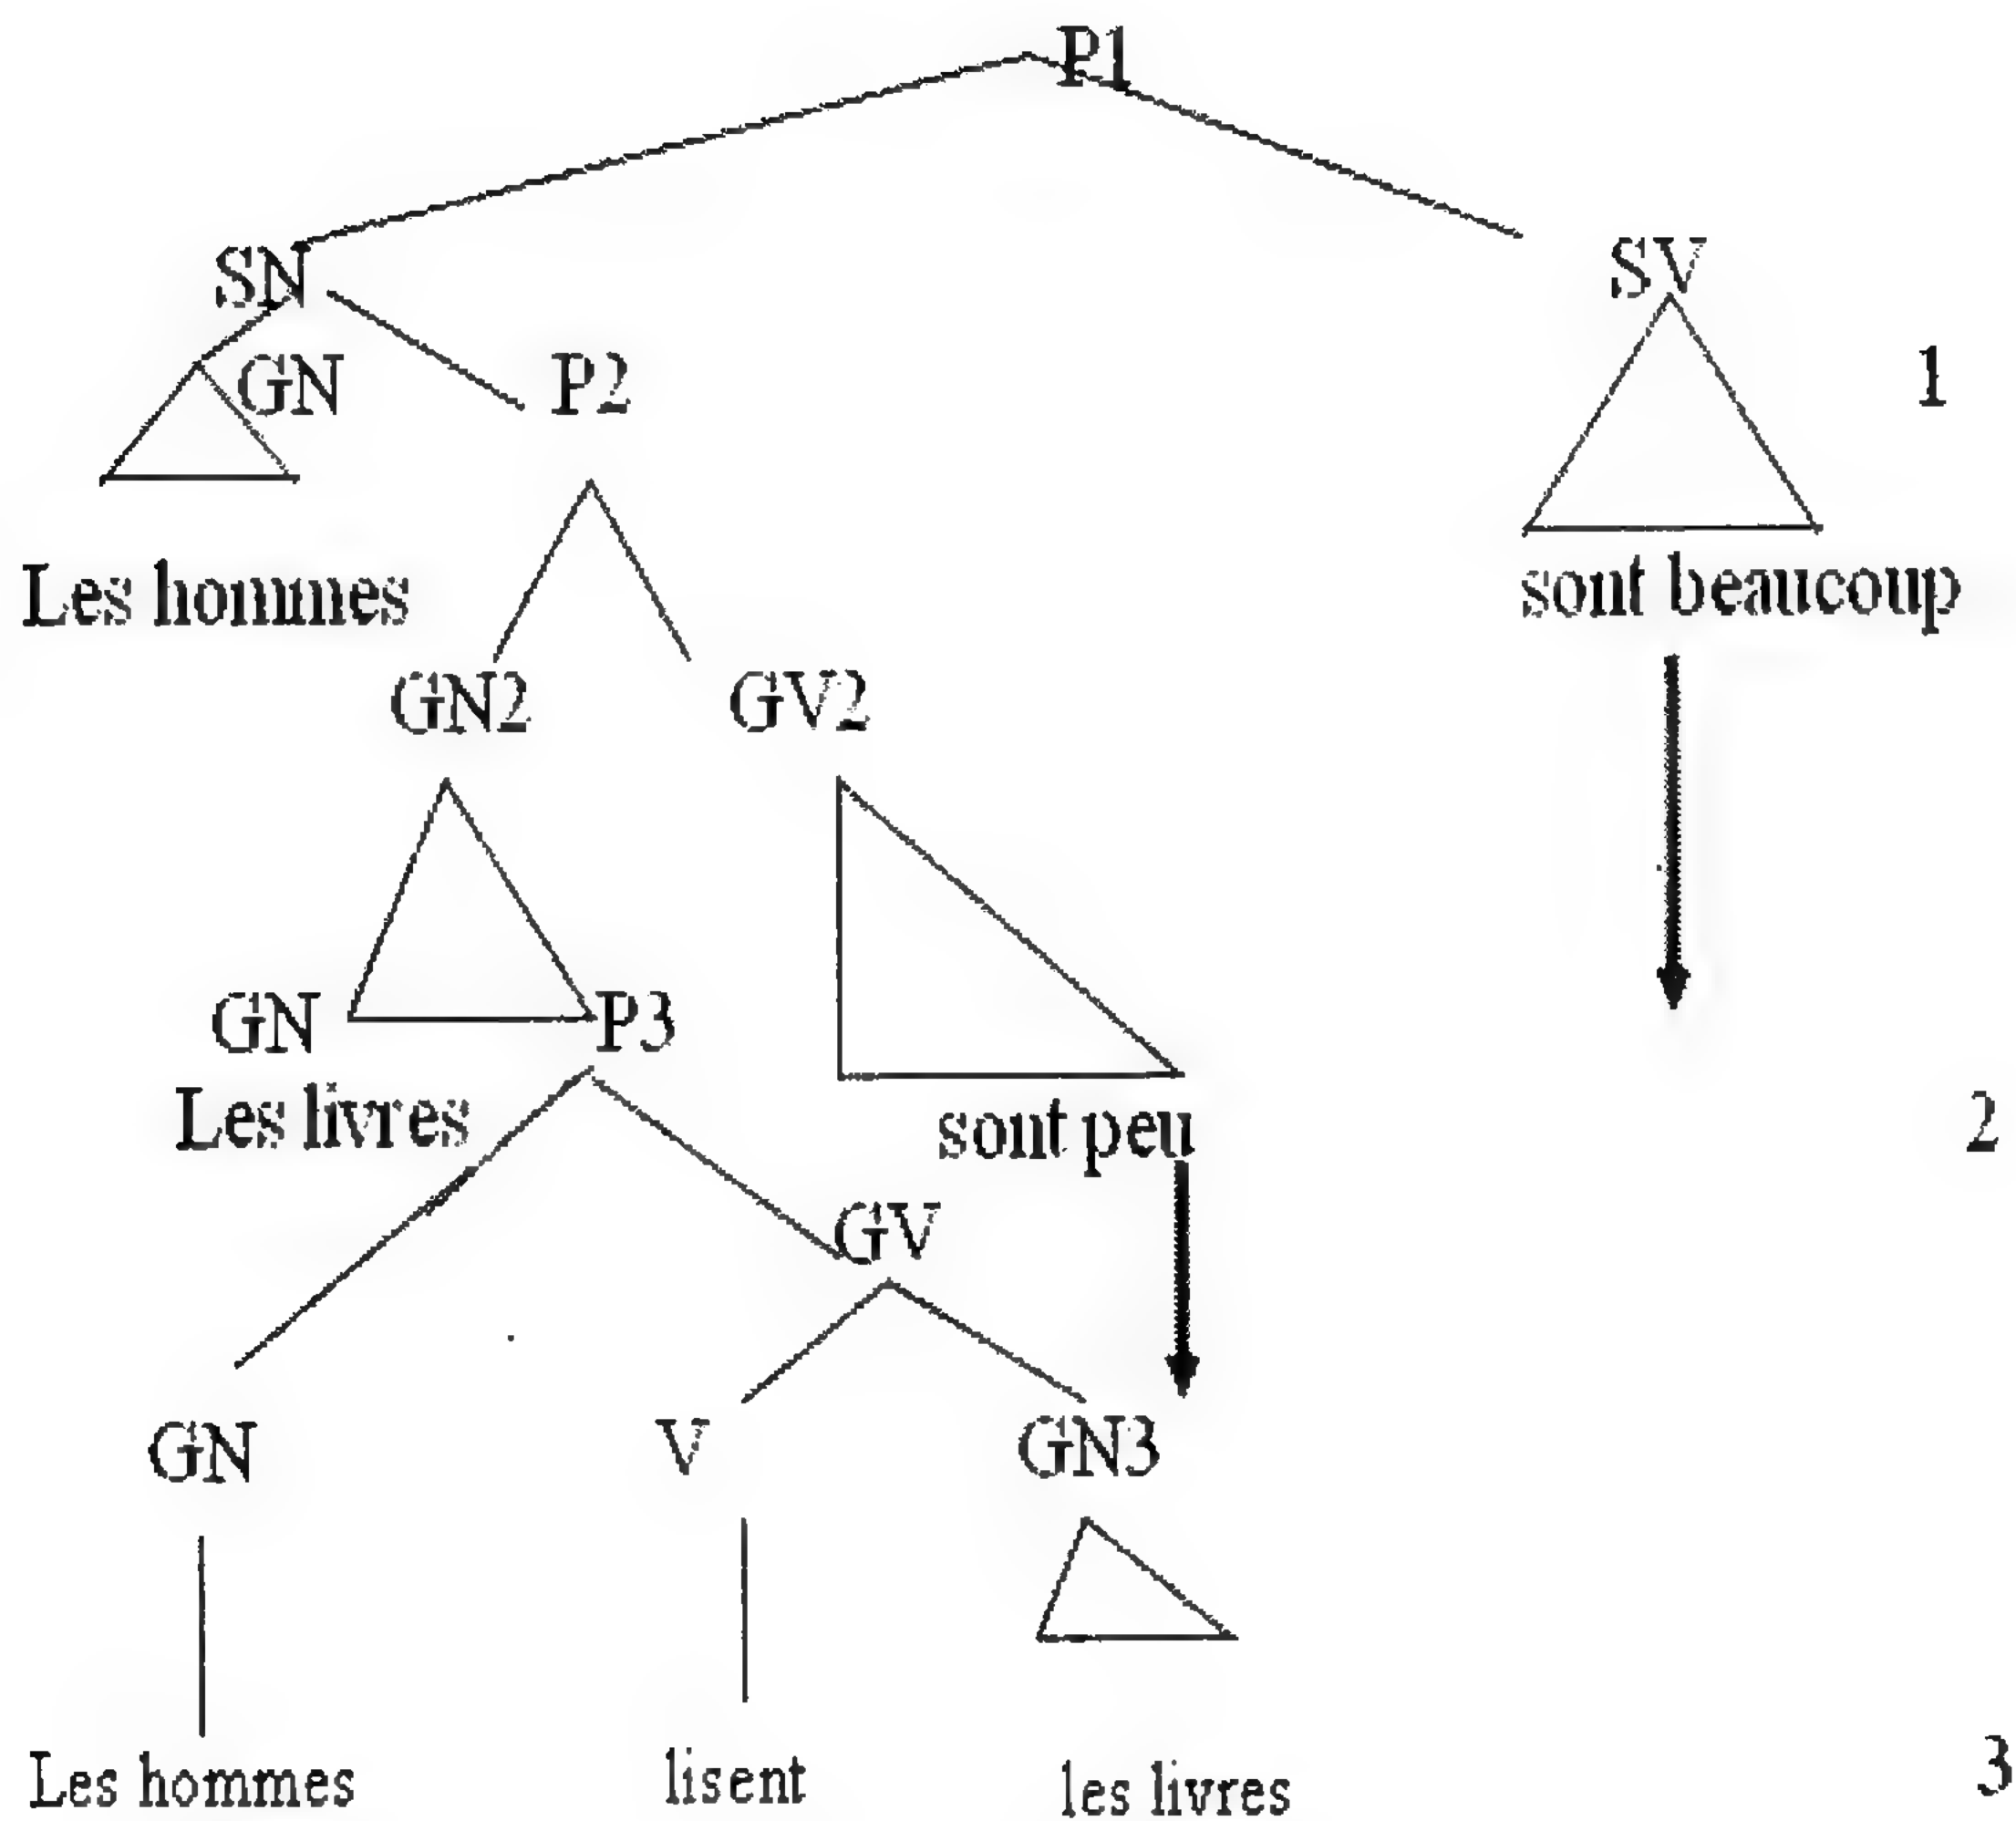 P1
SN SV
GN P2 1
Les hommes sont beaucoup
GN2 GV2
GN P3
Les livres sont peu 2
GV
GN V GN3
Les hommes lisent les livres 3